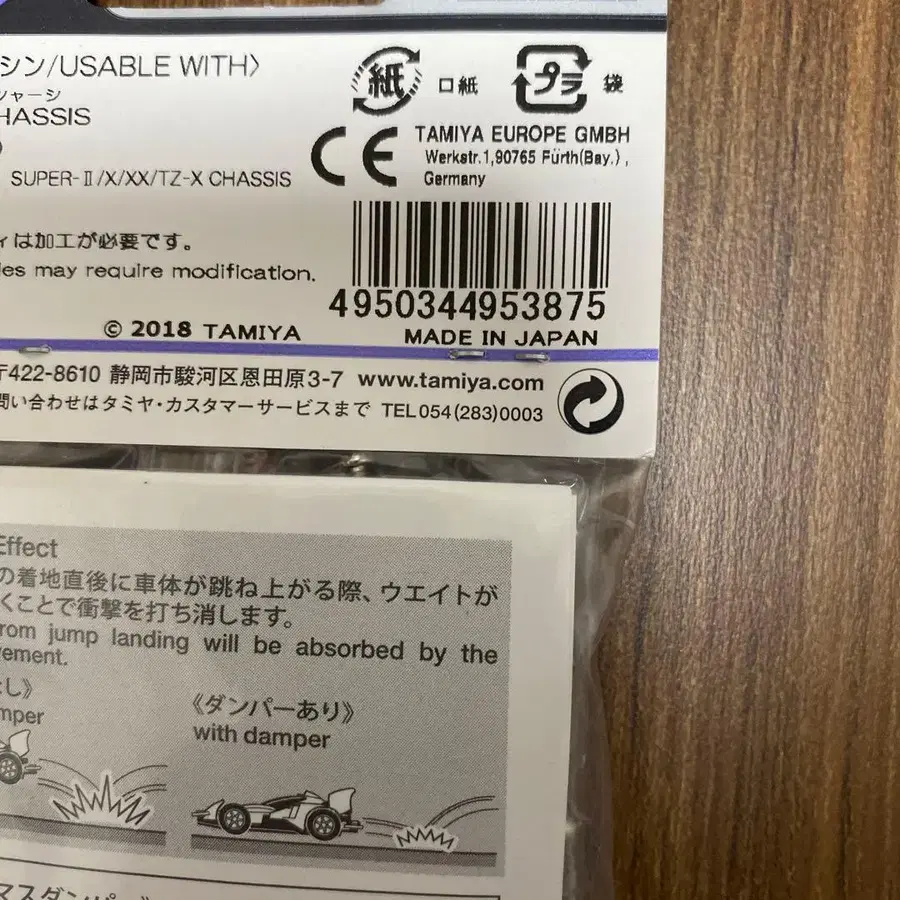 シン/USABLE WITH〉
シャーシ
HASSIS
SUPER-II/X/XX/TZ-X CHASSIS
ィは加工が必要です。
les may require modification.
© 2018 TAMIYA
紙 口紙
プラ 袋
CE
TAMIYA EUROPE GMBH
Werkstr.1,90765 Fürth(Bay.),
Germany
4950344953875
MADE IN JAPAN
〒422-8610 静岡市駿河区恩田原3-7 www.tamiya.com
問い合わせはタミヤ・カスタマーサービスまで TEL054(283)0003
Effect
の着地直後に車体が跳ね上がる際、ウエイトが
くことで衝撃を打ち消します。
rom jump landing will be absorbed by the
vement.
なし》
mper
《ダンパーあり》
with damper
マスダンパー